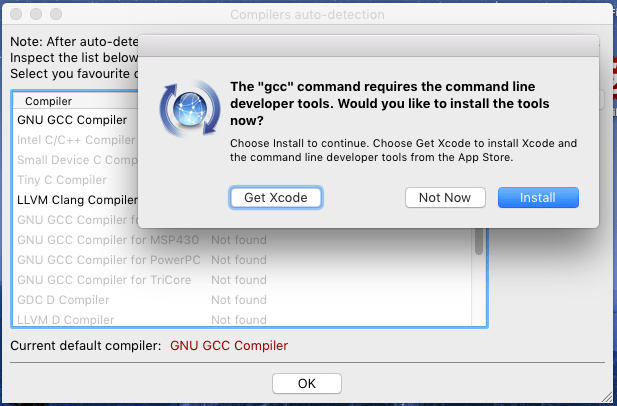 Compilers auto-detection
Note: After auto-dete
Inspect the list below
Select you favourite
The "gcc" command requires the command line
developer tools. Would you like to install the tools
now?
Choose Install to continue. Choose Get Xcode to install Xcode and
the command line developer tools from the App Store.
Get Xcode Not Now Install
Compiler
GNU GCC Compiler
Intel C/C++ Compiler
Small Device C Comp
Tiny C Compiler
LLVM Clang Compiler
GNU GCC Compiler for
GNU GCC Compiler for MSP430 Not found
GNU GCC Compiler for PowerPC Not found
GNU GCC Compiler for TriCore Not found
GDC D Compiler Not found
LLVM D Compiler Not found
Current default compiler: GNU GCC Compiler
OK